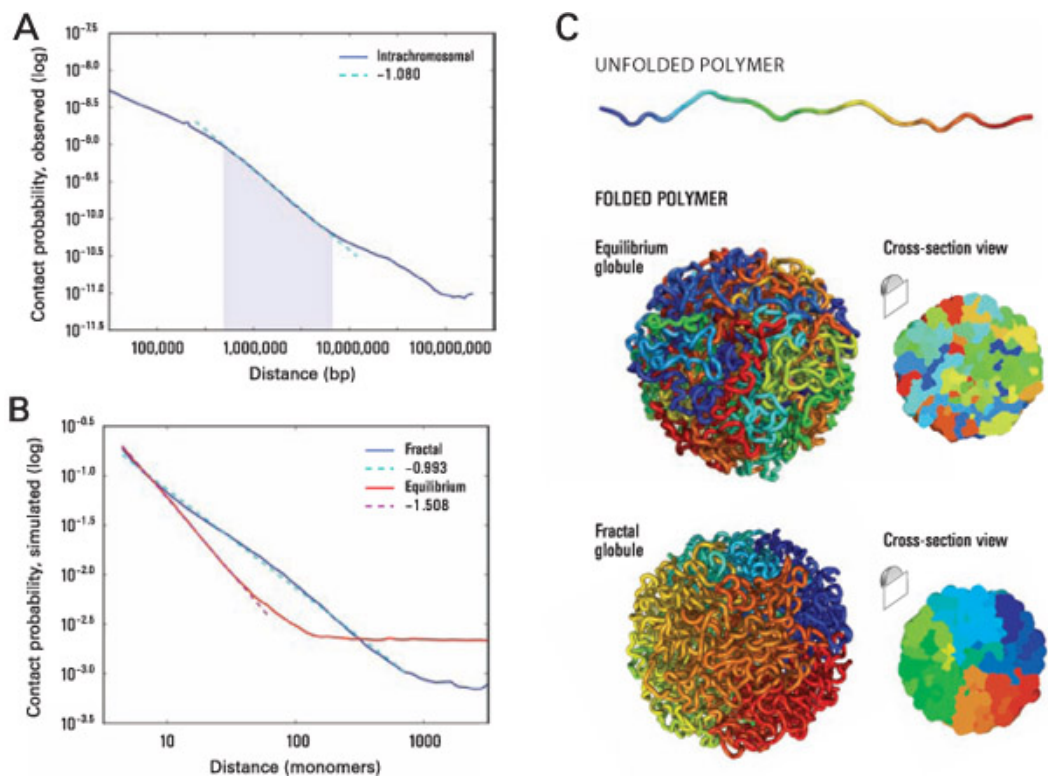 A
Contact probability, observed (log)
10^-7.5
10^-8.0
10^-8.5
10^-9.0
10^-9.5
10^-10.0
10^-10.5
10^-11.0
10^-11.5
Intrachromosomal
-1.080
100,000
1,000,000
10,000,000
100,000,000
Distance (bp)
B
Contact probability, simulated (log)
10^-0.5
10^-1.0
10^-1.5
10^-2.0
10^-2.5
10^-3.0
10^-3.5
Fractal
-0.993
Equilibrium
-1.508
10
100
1000
Distance (monomers)
C
UNFOLDED POLYMER
FOLDED POLYMER
Equilibrium
globule
Cross-section view
Fractal
globule
Cross-section view